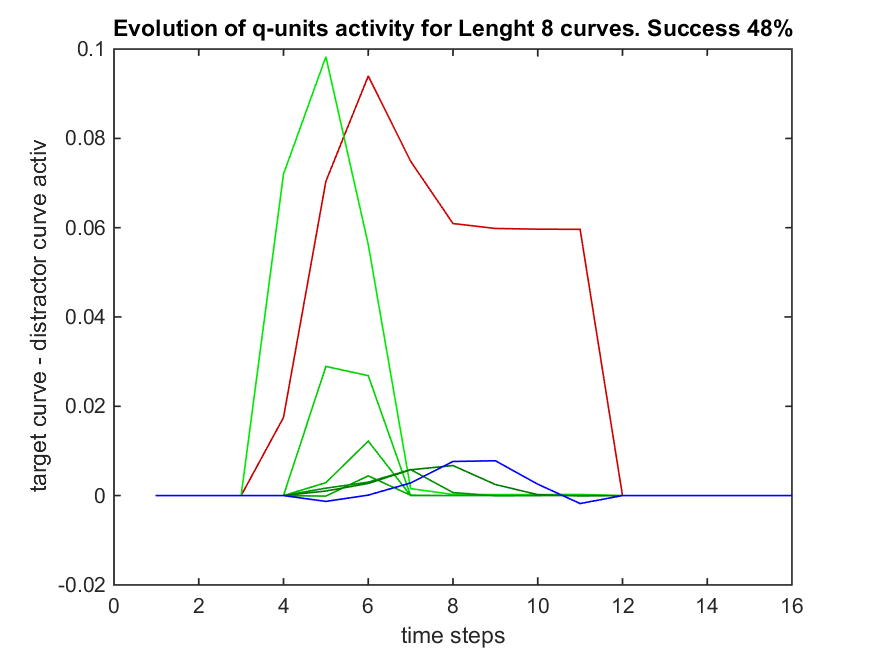 Evolution of q-units activity for Lenght 8 curves. Success 48%
0.1
0.08
0.06
0.04
0.02
0
-0.02
target curve - distractor curve activ
0 2 4 6 8 10 12 14 16
time steps